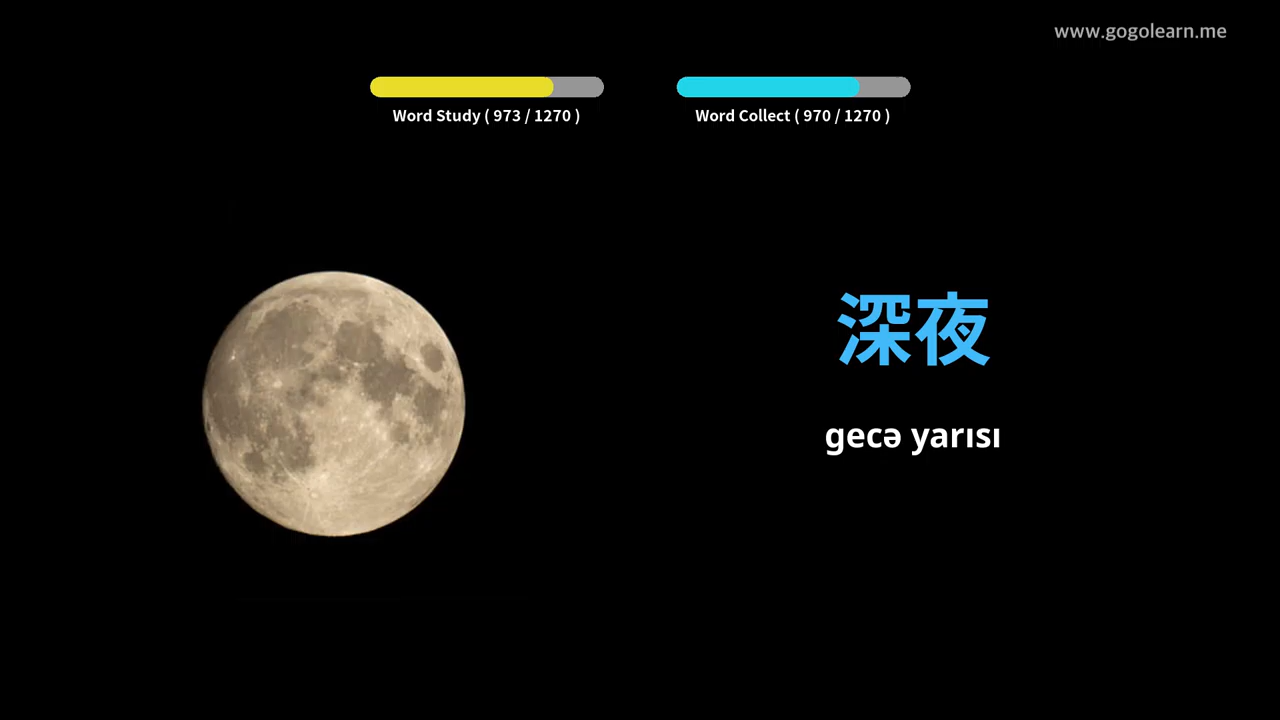 www.gogolearn.me
Word Study ( 973 / 1270 )
Word Collect ( 970 / 1270 )
深夜
gecə yarısı